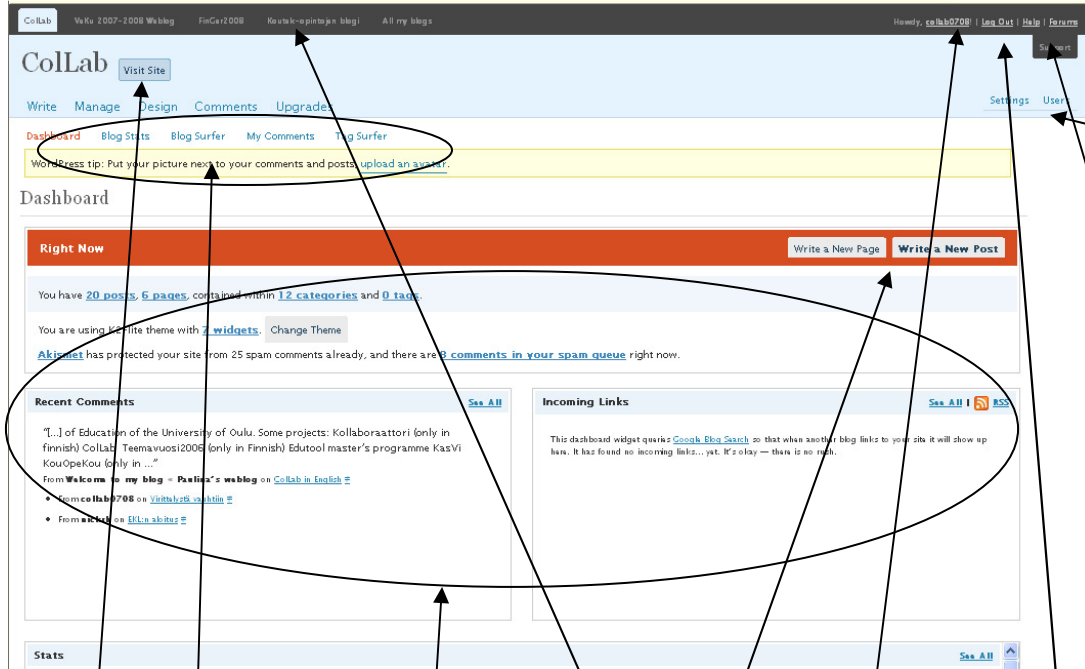 ColLab VaKu 2007-2008 Weblog FinGer2008 Koutek-opintojen blogi All my blogs Howdy, collab0708! | Log Out | Help | Forums
Support
ColLab Visit Site
Write Manage Design Comments Upgrades Settings Users
Dashboard Blog Stats Blog Surfer My Comments Tag Surfer
WordPress tip: Put your picture next to your comments and posts, upload an avatar.
Dashboard
Right Now Write a New Page Write a New Post
You have 20 posts, 6 pages, contained within 12 categories and 0 tags.
You are using K2-lite theme with 7 widgets. Change Theme
Akismet has protected your site from 25 spam comments already, and there are 8 comments in your spam queue right now.
Recent Comments See All
"[...] of Education of the University of Oulu. Some projects: Kollaboraattori (only in
finnish) ColLab Teemavuosi2006 (only in Finnish) Edutool master's programme KasVi
KouOpeKou (only in ..."
From Welcome to my blog « Paulina's weblog on ColLab in English #
From collab0708 on Virittelystä vauhtiin #
From on EKL:n aloitus #
Incoming Links See All | RSS
This dashboard widget queries Google Blog Search so that when another blog links to your site it will show up
here. It has found no incoming links... yet. It's okay — there is no rush.
Stats See All